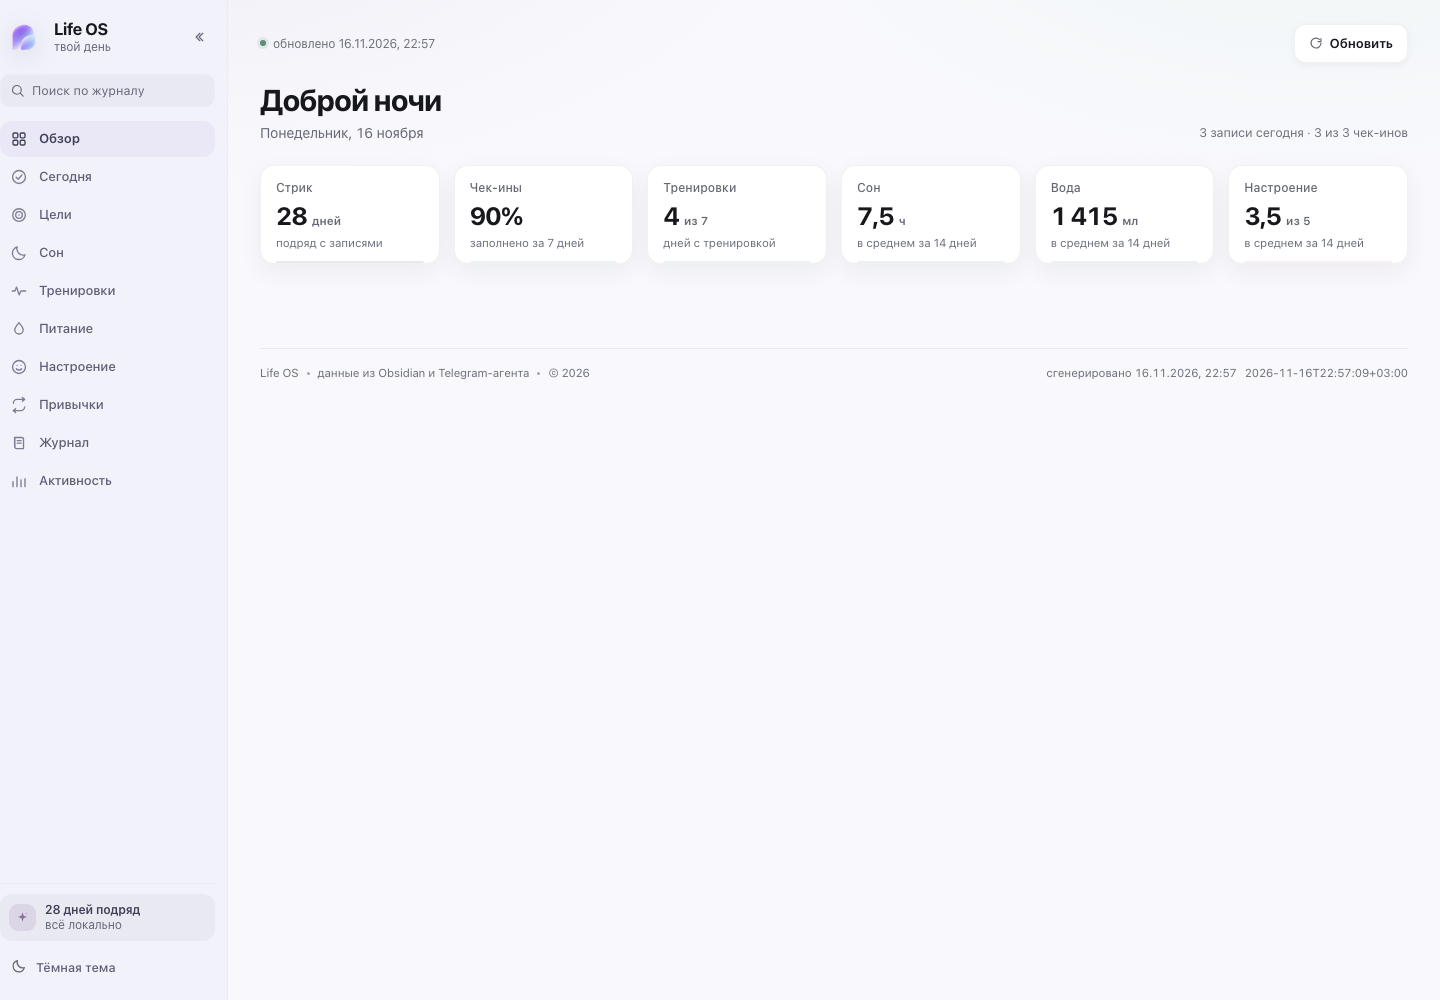 Life OS
твой день
Поиск по журналу
Обзор
Сегодня
Цели
Сон
Тренировки
Питание
Настроение
Привычки
Журнал
Активность
28 дней подряд
всё локально
Тёмная тема
обновлено 16.11.2026, 22:57
Обновить
Доброй ночи
Понедельник, 16 ноября
3 записи сегодня · 3 из 3 чек-инов
Стрик
28 дней
подряд с записями
Чек-ины
90%
заполнено за 7 дней
Тренировки
4 из 7
дней с тренировкой
Сон
7,5 ч
в среднем за 14 дней
Вода
1 415 мл
в среднем за 14 дней
Настроение
3,5 из 5
в среднем за 14 дней
Life OS • данные из Obsidian и Telegram-агента • © 2026
сгенерировано 16.11.2026, 22:57 2026-11-16T22:57:09+03:00